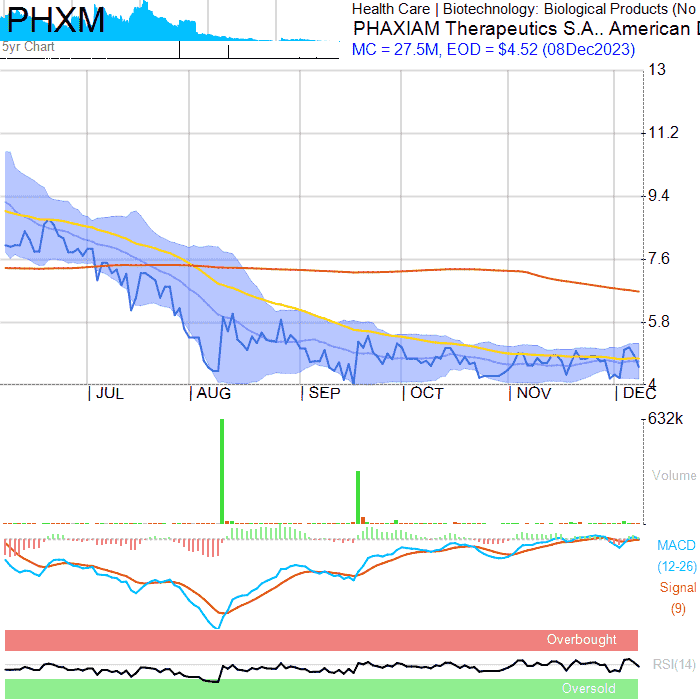 PHXM
5yr Chart
Health Care | Biotechnology: Biological Products (No
PHAXIAM Therapeutics S.A.. American
MC = 27.5M, EOD = $4.52 (08Dec2023)
13
11.2
9.4
7.6
5.8
4
JUL AUG SEP OCT NOV DEC
632k
Volume
MACD
(12-26)
Signal
(9)
Overbought
RSI(14)
Oversold